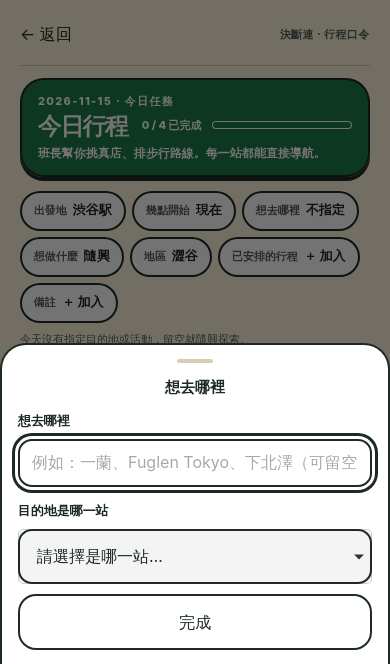 ← 返回
決斷連 · 行程口令
2026-11-15 · 今日任務
今日行程 0 / 4 已完成
班長幫你挑真店、排步行路線。每一站都能直接導航。
出發地 渋谷駅 幾點開始 現在 想去哪裡 不指定
想做什麼 隨興 地區 澀谷 已安排的行程 + 加入
備註 + 加入
今天沒有指定目的地或活動，留空就隨興探索。
想去哪裡
想去哪裡
例如：一蘭、Fuglen Tokyo、下北澤（可留空
目的地是哪一站
請選擇是哪一站...
完成